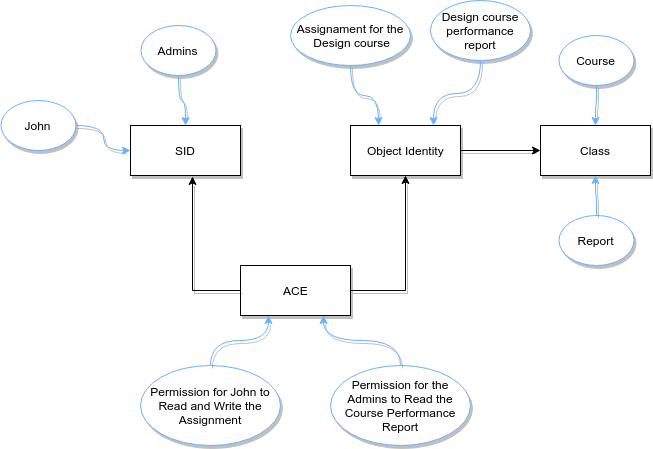 Design course
performance
report
Assignament for the
Design course
Admins
Course
John
SID
Object Identity
Class
Report
ACE
Permission for John to
Read and Write the
Assignment
Permission for the
Admins to Read the
Course Performance
Report